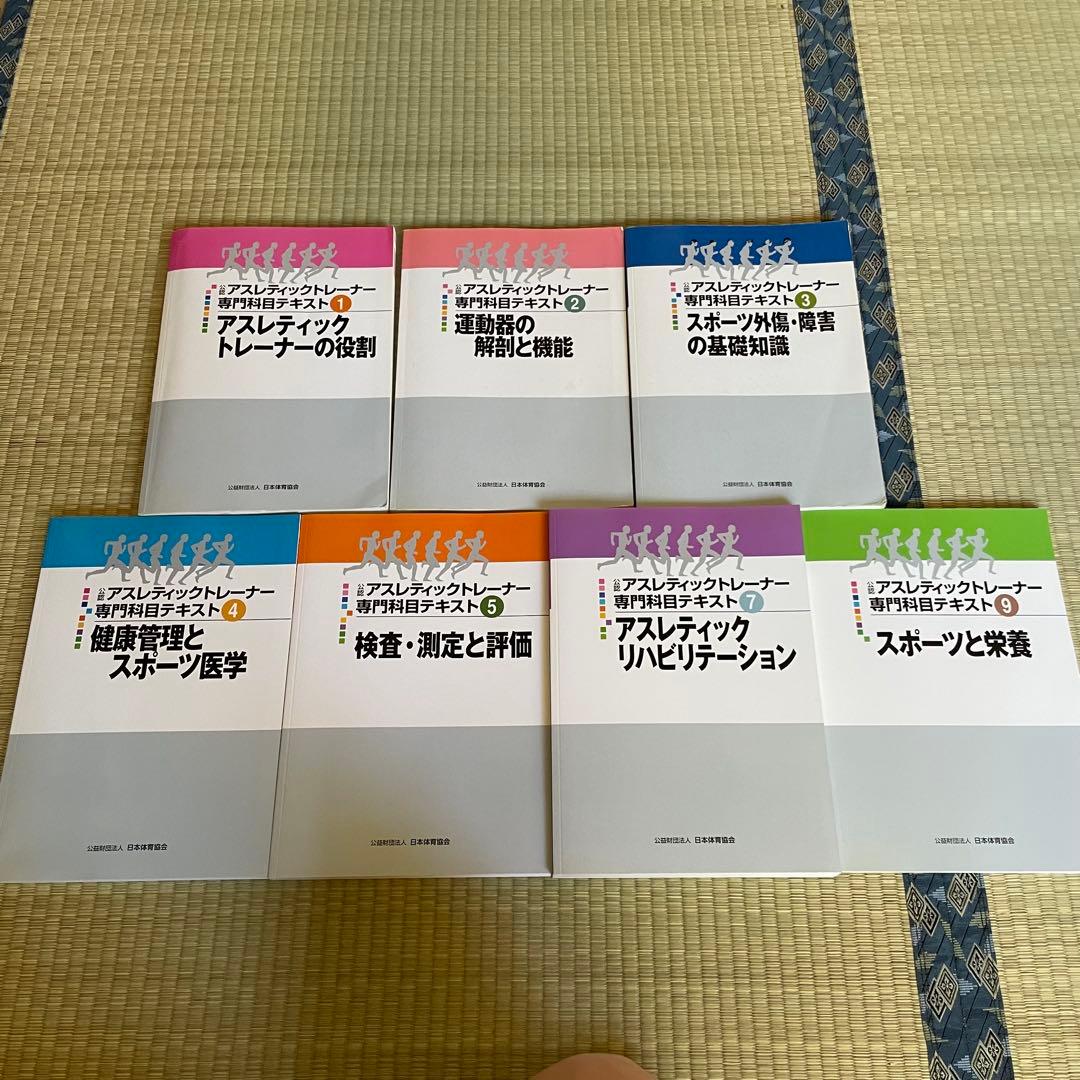 公認 アスレティックトレーナー
専門科目テキスト 1
アスレティック
トレーナーの役割
公益財団法人 日本体育協会
公認 アスレティックトレーナー
専門科目テキスト 2
運動器の
解剖と機能
公益財団法人 日本体育協会
公認 アスレティックトレーナー
専門科目テキスト 3
スポーツ外傷・障害
の基礎知識
公益財団法人 日本体育協会
公認 アスレティックトレーナー
専門科目テキスト 4
健康管理と
スポーツ医学
公益財団法人 日本体育協会
公認 アスレティックトレーナー
専門科目テキスト 5
検査・測定と評価
公益財団法人 日本体育協会
公認 アスレティックトレーナー
専門科目テキスト 7
アスレティック
リハビリテーション
公益財団法人 日本体育協会
公認 アスレティックトレーナー
専門科目テキスト 9
スポーツと栄養
公益財団法人 日本体育協会